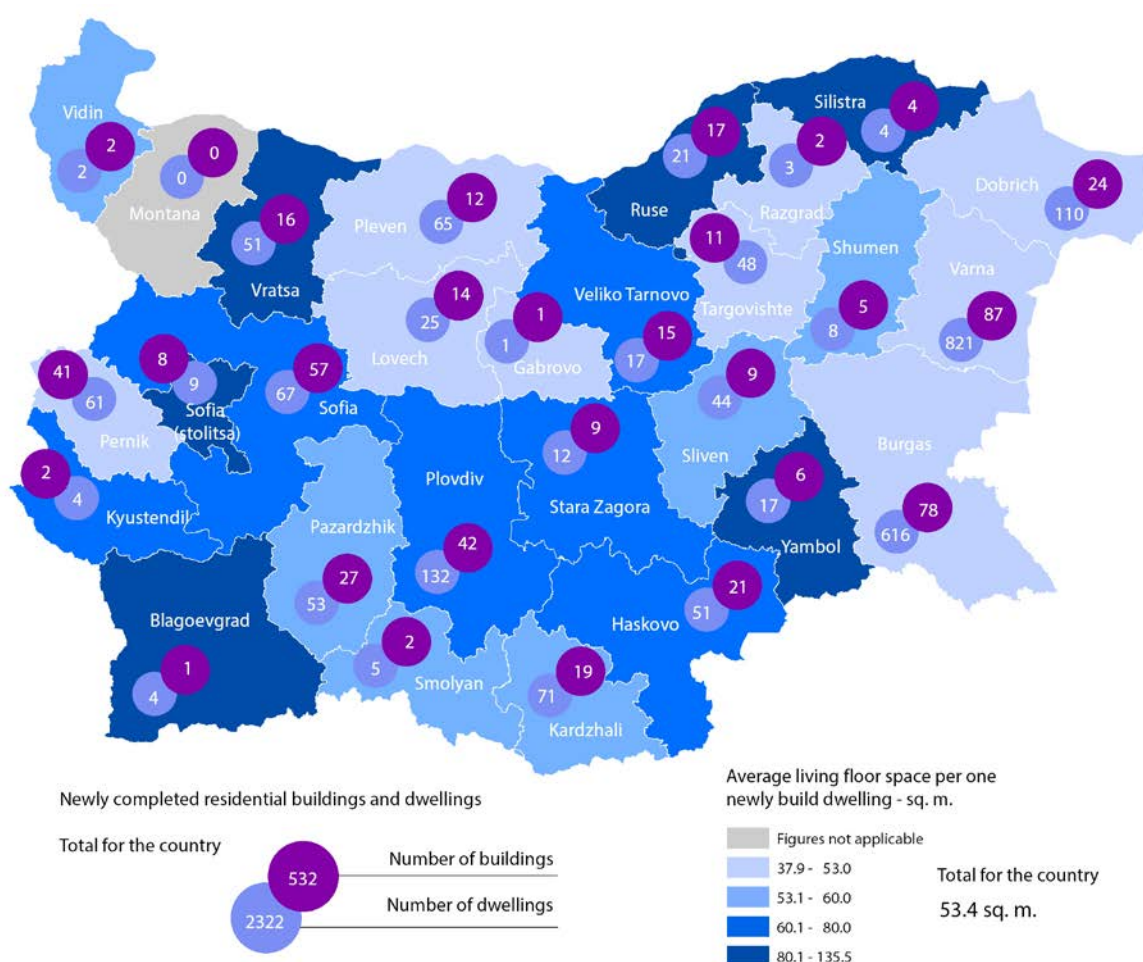 Vidin
2
2
0
0
Montana
16
51
Vratsa
12
65
Pleven
14
25
Lovech
1
1
Gabrovo
Veliko Tarnovo
15
17
17
21
Ruse
Silistra
4
4
2
3
Razgrad
11
48
Targovishte
Shumen
5
8
Dobrich
24
110
Varna
87
821
41
61
Pernik
8
9
Sofia
(stolitsa)
57
67
Sofia
2
4
Kyustendil
Blagoevgrad
1
4
Pazardzhik
27
53
Plovdiv
42
132
9
12
Stara Zagora
9
44
Sliven
6
17
Yambol
Burgas
78
616
2
5
Smolyan
19
71
Kardzhali
21
51
Haskovo
Newly completed residential buildings and dwellings
Total for the country
532
Number of buildings
2322
Number of dwellings
Average living floor space per one
newly build dwelling - sq. m.
Figures not applicable
37.9 - 53.0
53.1 - 60.0
60.1 - 80.0
80.1 - 135.5
Total for the country
53.4 sq. m.